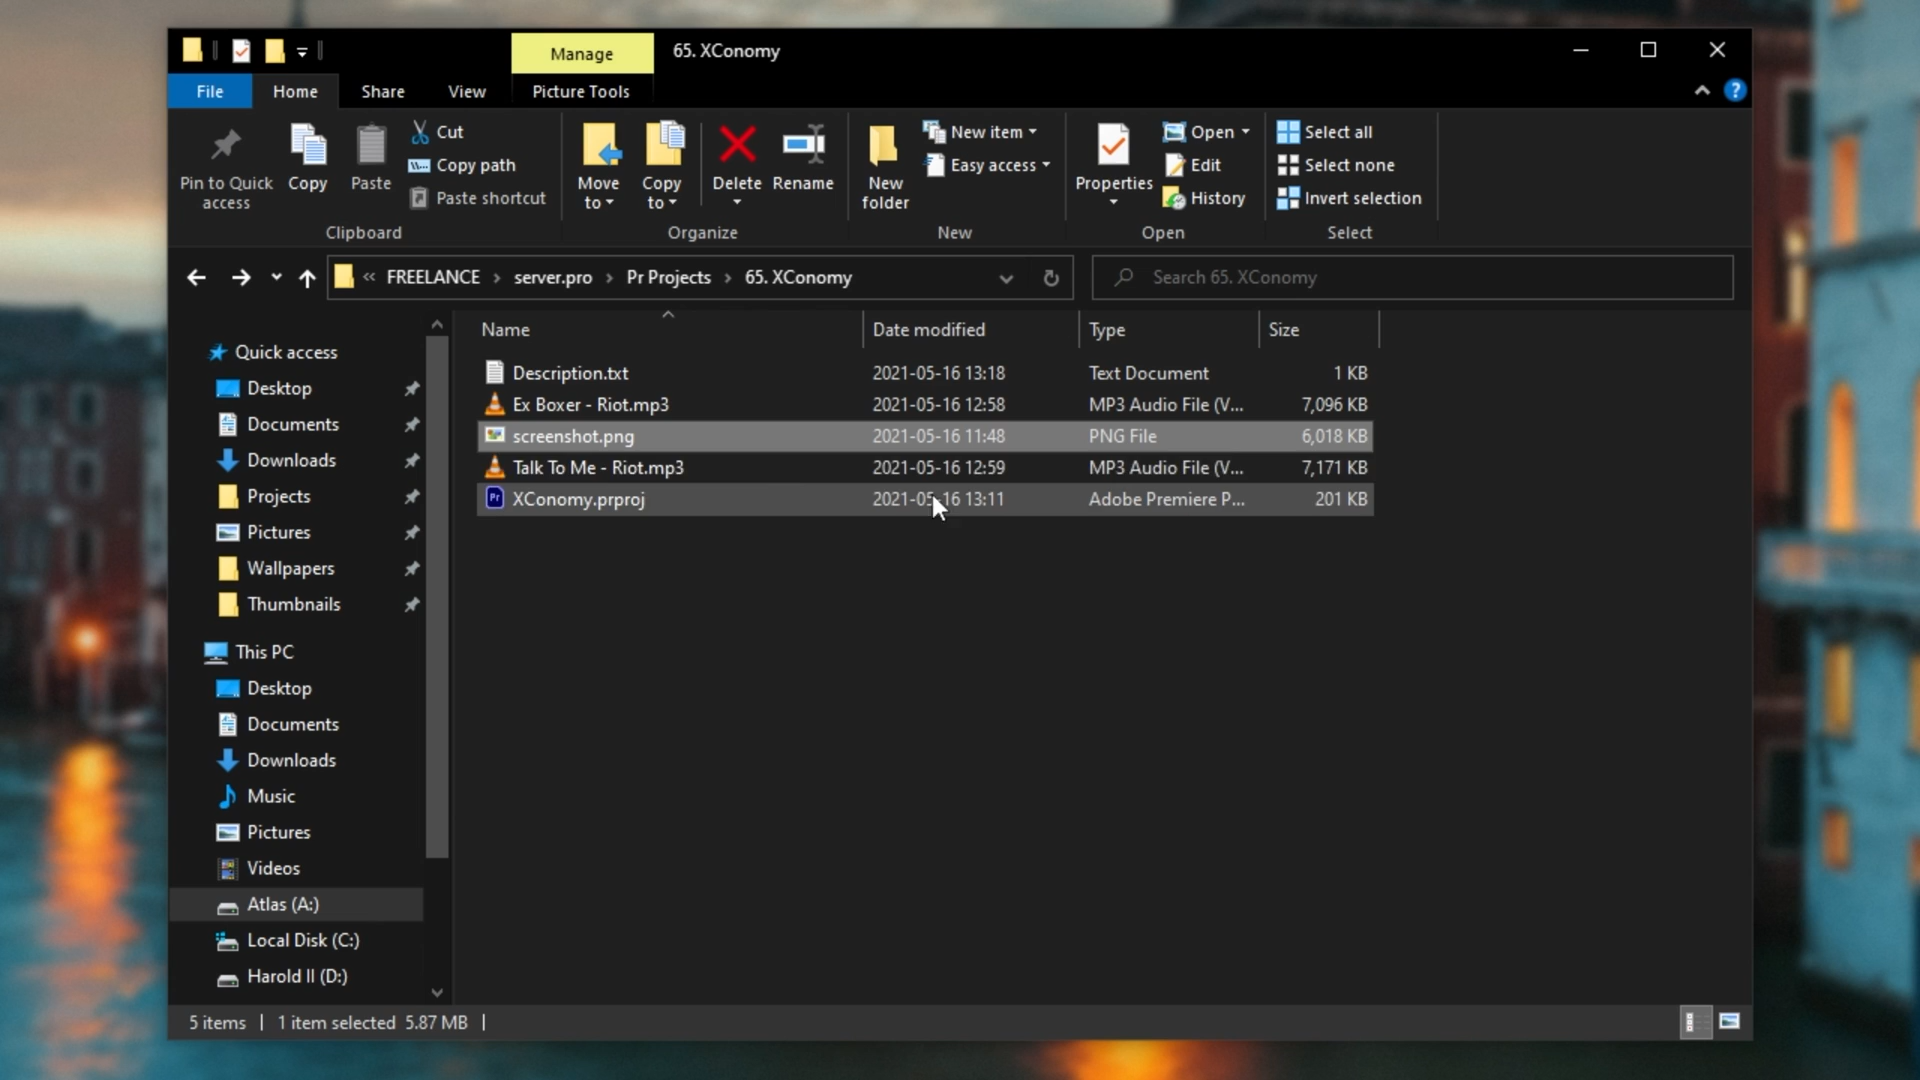 Manage
65. XConomy
File
Home
Share
View
Picture Tools
Pin to Quick access
Copy
Paste
Cut
Copy path
Paste shortcut
Clipboard
Move to
Copy to
Delete
Rename
Organize
New folder
New item
Easy access
New
Properties
Open
Edit
History
Open
Select all
Select none
Invert selection
Select
« FREELANCE › server.pro › Pr Projects › 65. XConomy
Search 65. XConomy
Quick access
Desktop
Documents
Downloads
Projects
Pictures
Wallpapers
Thumbnails
This PC
Desktop
Documents
Downloads
Music
Pictures
Videos
Atlas (A:)
Local Disk (C:)
Harold II (D:)
Name Date modified Type Size
Description.txt 2021-05-16 13:18 Text Document 1 KB
Ex Boxer - Riot.mp3 2021-05-16 12:58 MP3 Audio File (V... 7,096 KB
screenshot.png 2021-05-16 11:48 PNG File 6,018 KB
Talk To Me - Riot.mp3 2021-05-16 12:59 MP3 Audio File (V... 7,171 KB
Pr XConomy.prproj 2021-05-16 13:11 Adobe Premiere P... 201 KB
5 items 1 item selected 5.87 MB